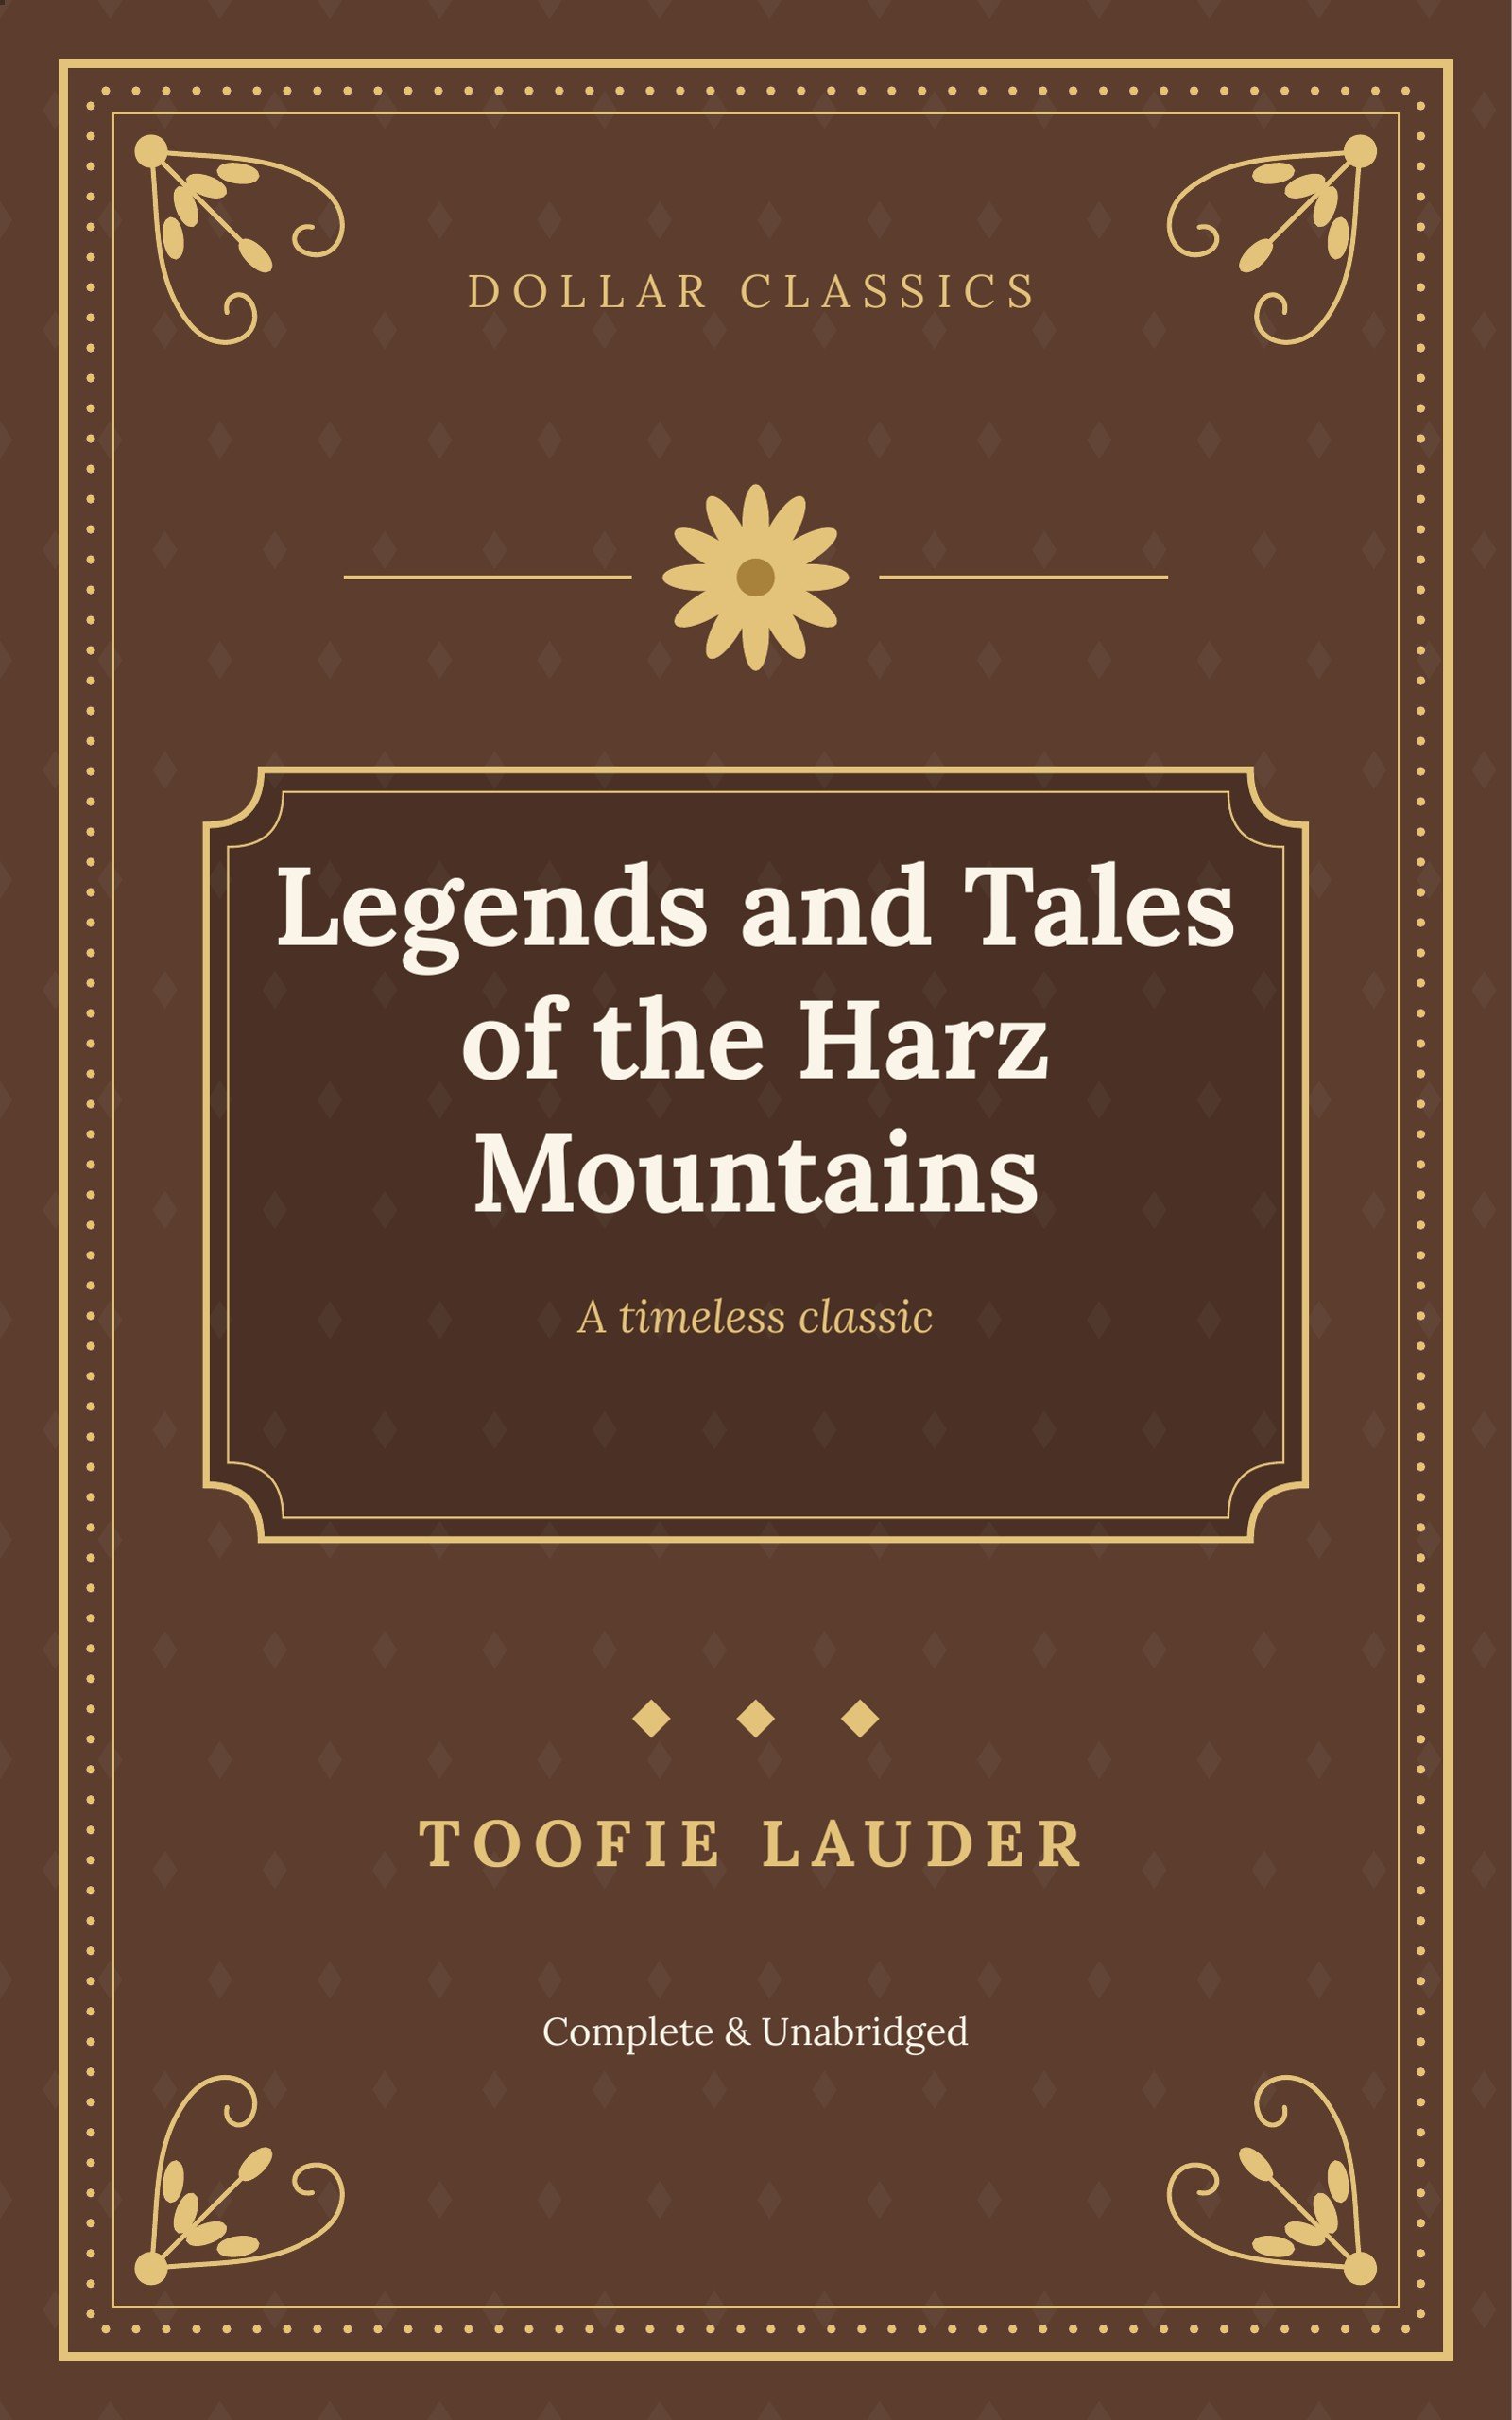 DOLLAR CLASSICS
Legends and Tales
of the Harz
Mountains
A timeless classic
TOOFIE LAUDER
Complete & Unabridged